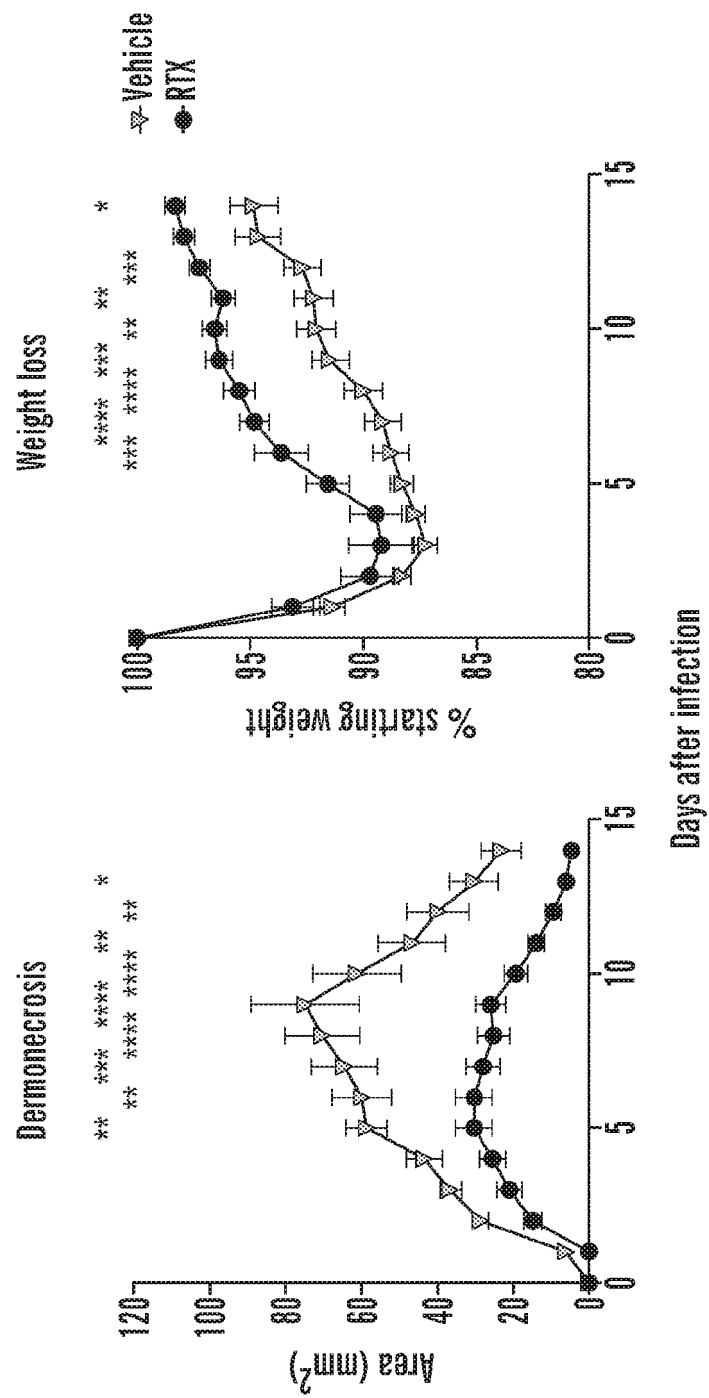 Dermonecrosis
** *** **** ** *
** **** **** **
120
100
80
60
40
20
0
Area (mm²)
0 5 10 15
Weight loss
**** *** ** *
*** **** ** ***
100
95
90
85
80
% starting weight
0 5 10 15
Vehicle
RTX
Days after infection